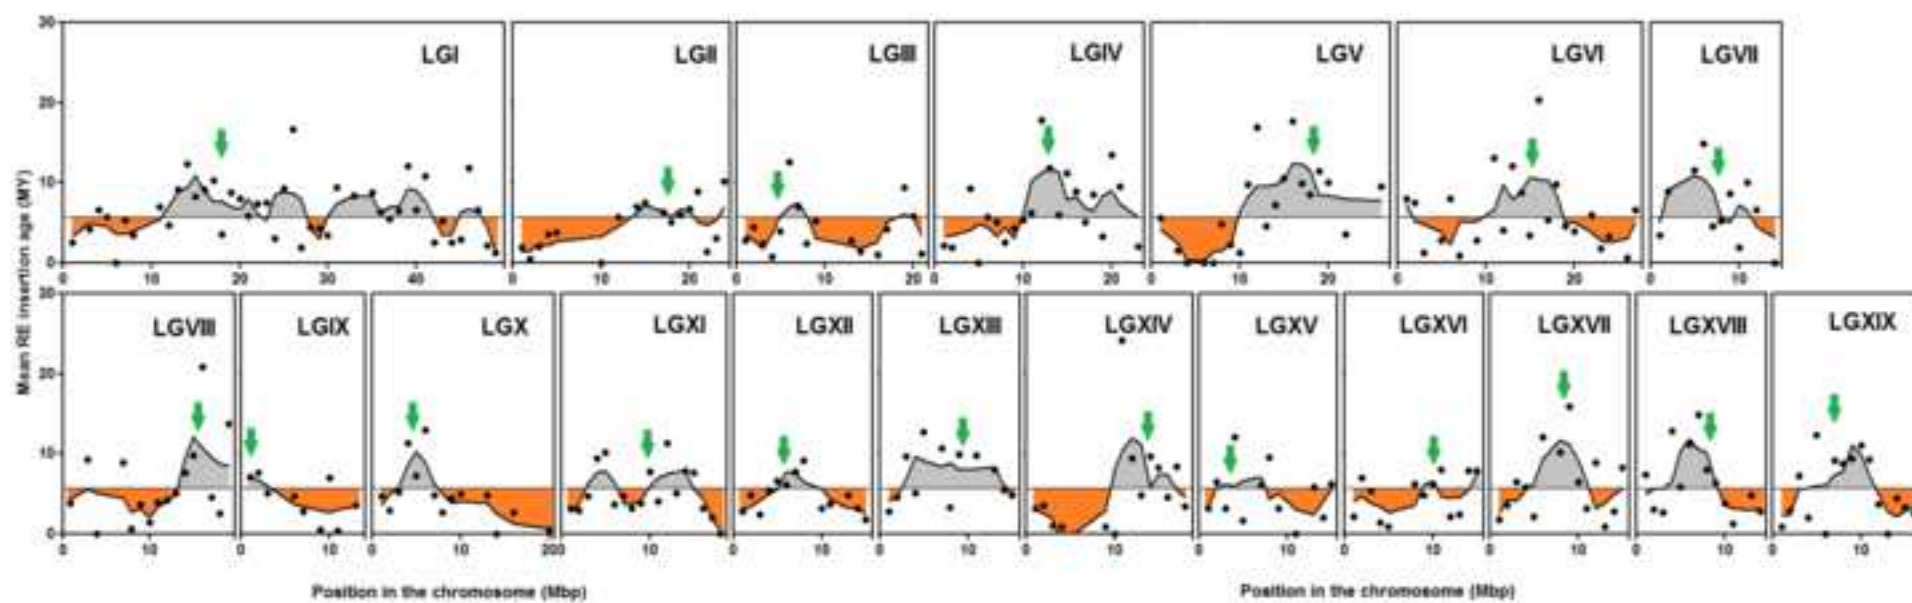 30
LGI LGII LGIII LGIV LGV LGVI LGVII
20
10
0
0 10 20 30 40 0 10 20 0 10 20 0 10 20 0 10 20 0 10 20 0 10
Mean RE insertion age (MY)
30
LGVIII LGIX LGX LGXI LGXII LGXIII LGXIV LGXV LGXVI LGXVII LGXVIII LGXIX
20
10
0
0 10 0 10 0 10 20 0 10 0 10 0 10 0 10 0 10 0 10 0 10 0 10 0 10
Position in the chromosome (Mbp) Position in the chromosome (Mbp)